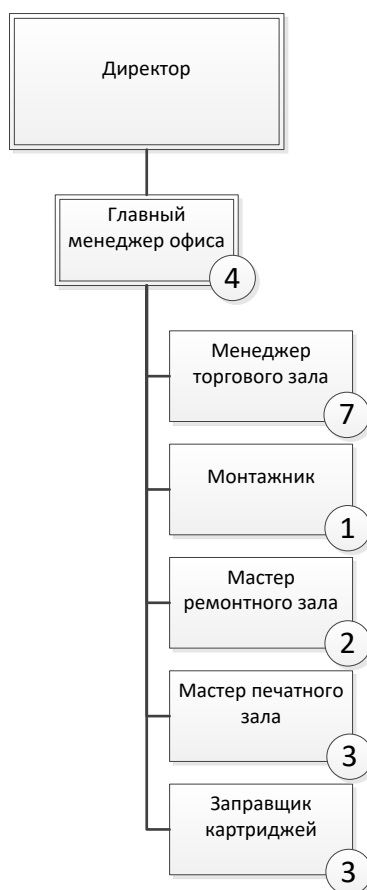 Директор
Главный
менеджер офиса
4
Менеджер
торгового зала
7
Монтажник
1
Мастер
ремонтного зала
2
Мастер печатного
зала
3
Заправщик
картриджей
3